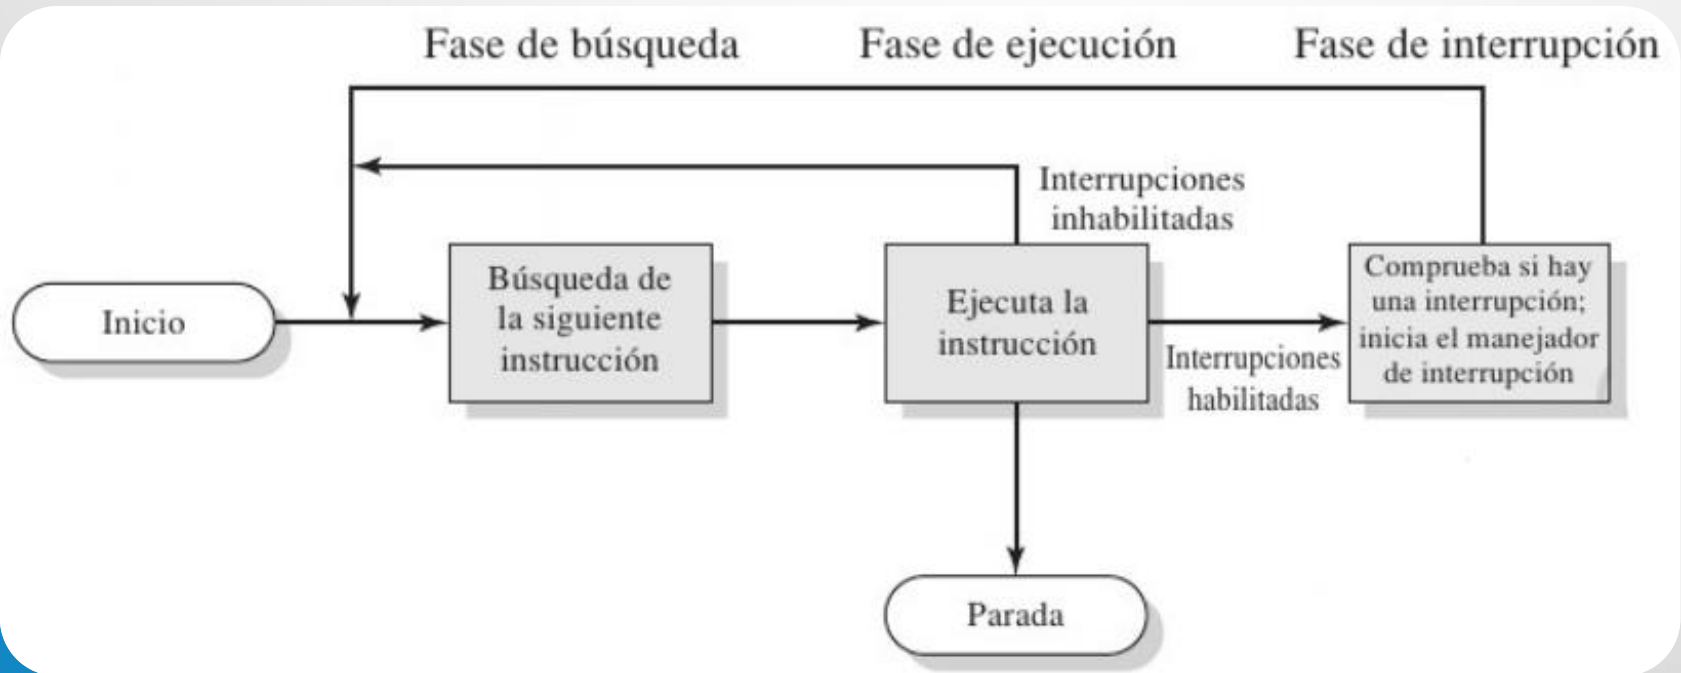 Fase de búsqueda
Fase de ejecución
Fase de interrupción
Interrupciones
inhabilitadas
Inicio
Búsqueda de
la siguiente
instrucción
Ejecuta la
instrucción
Interrupciones
habilitadas
Comprueba si hay
una interrupción;
inicia el manejador
de interrupción
Parada